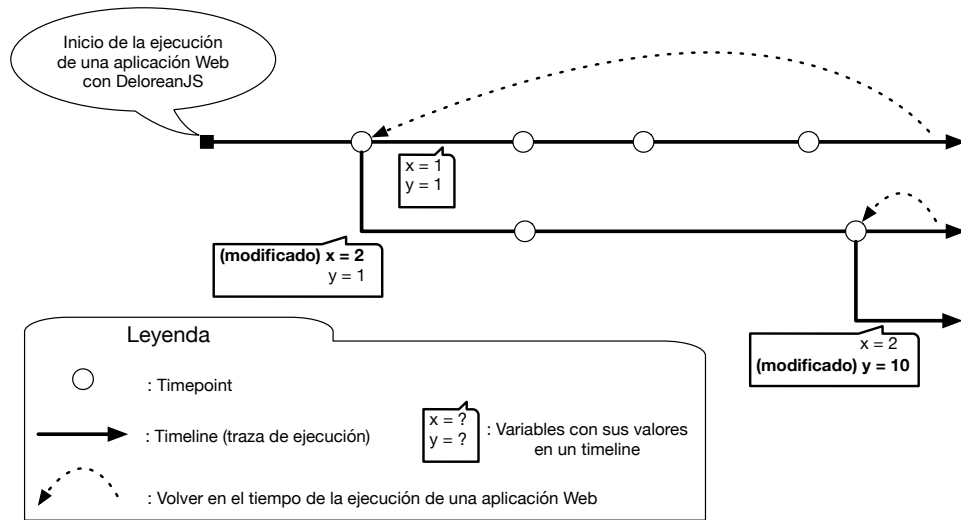 Inicio de la ejecución
de una aplicación Web
con DeloreanJS
x = 1
y = 1
(modificado) x = 2
y = 1
x = 2
(modificado) y = 10
Leyenda
: Timepoint
: Timeline (traza de ejecución)
x = ?
y = ?
: Variables con sus valores
en un timeline
: Volver en el tiempo de la ejecución de una aplicación Web